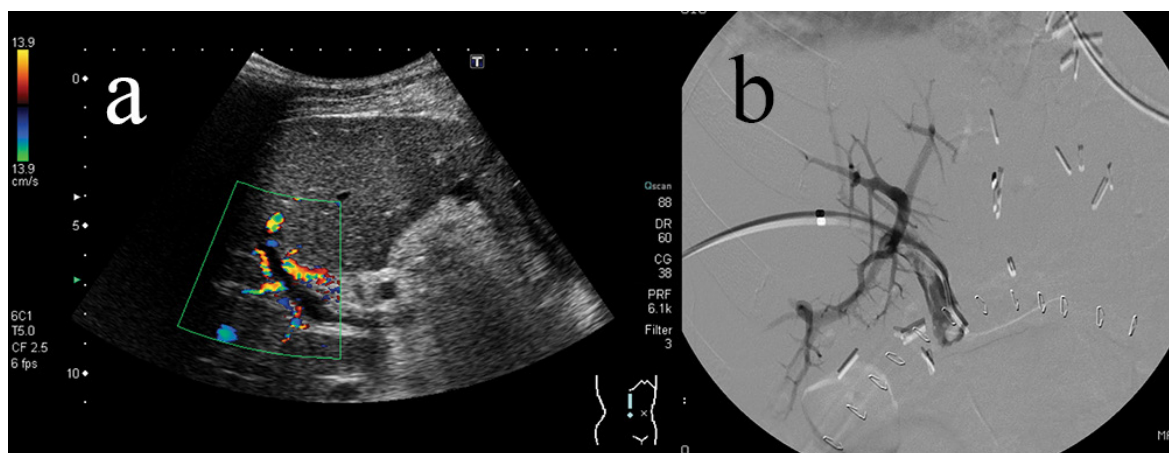 13.9
13.9
cm/s
a
T
0
5
10
6C1
T5.0
CF 2.5
6 fps
Qscan
88
DR
60
CG
38
PRF
6.1k
Filter
3
b